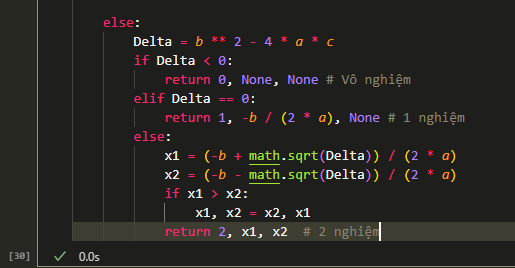 else:
Delta = b ** 2 - 4 * a * c
if Delta < 0:
return 0, None, None # Vô nghiệm
elif Delta == 0:
return 1, -b / (2 * a), None # 1 nghiệm
else:
x1 = (-b + math.sqrt(Delta)) / (2 * a)
x2 = (-b - math.sqrt(Delta)) / (2 * a)
if x1 > x2:
x1, x2 = x2, x1
return 2, x1, x2  # 2 nghiệm
[30] ✓ 0.0s